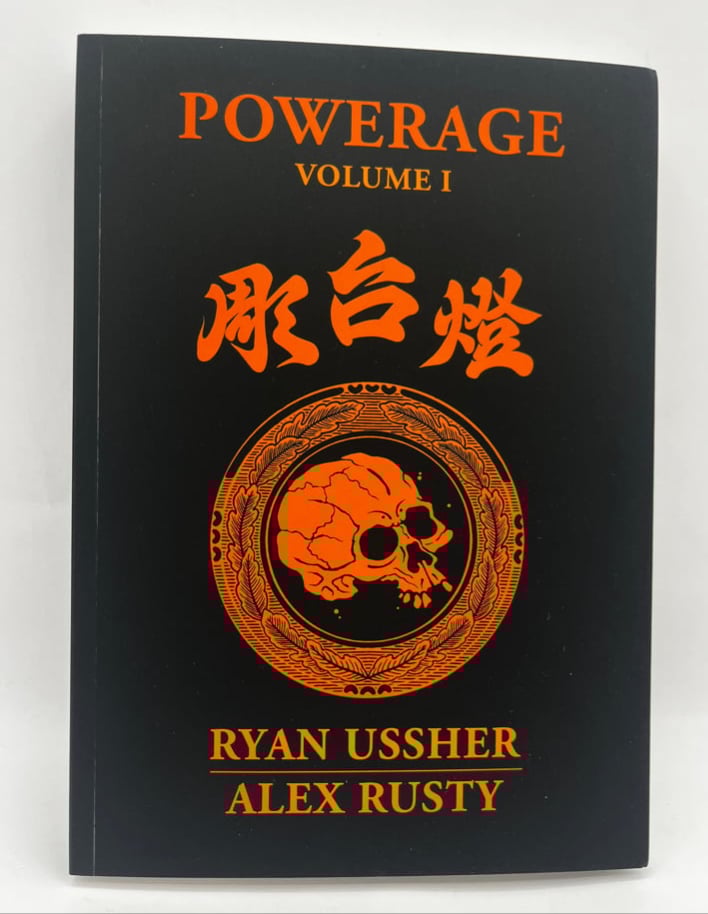 POWERAGE
VOLUME I
彫台燈
RYAN USSHER
ALEX RUSTY